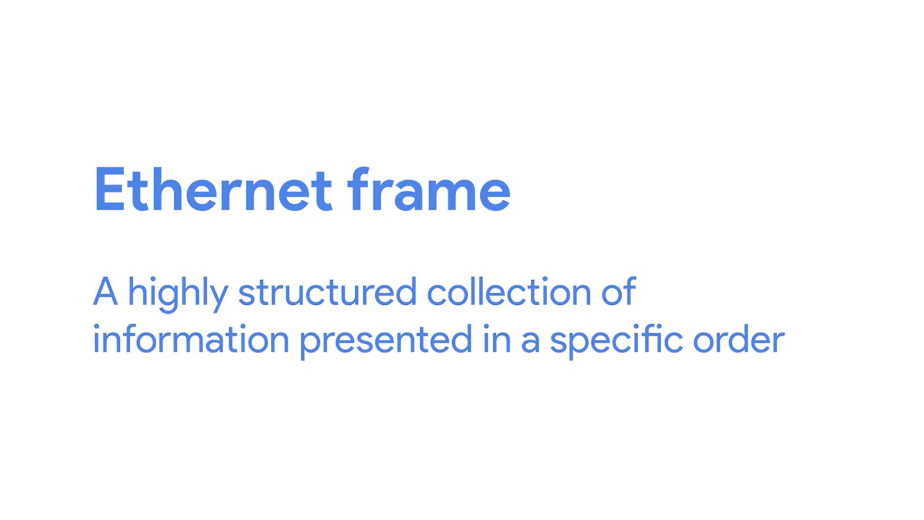 Ethernet frame
A highly structured collection of
information presented in a specific order